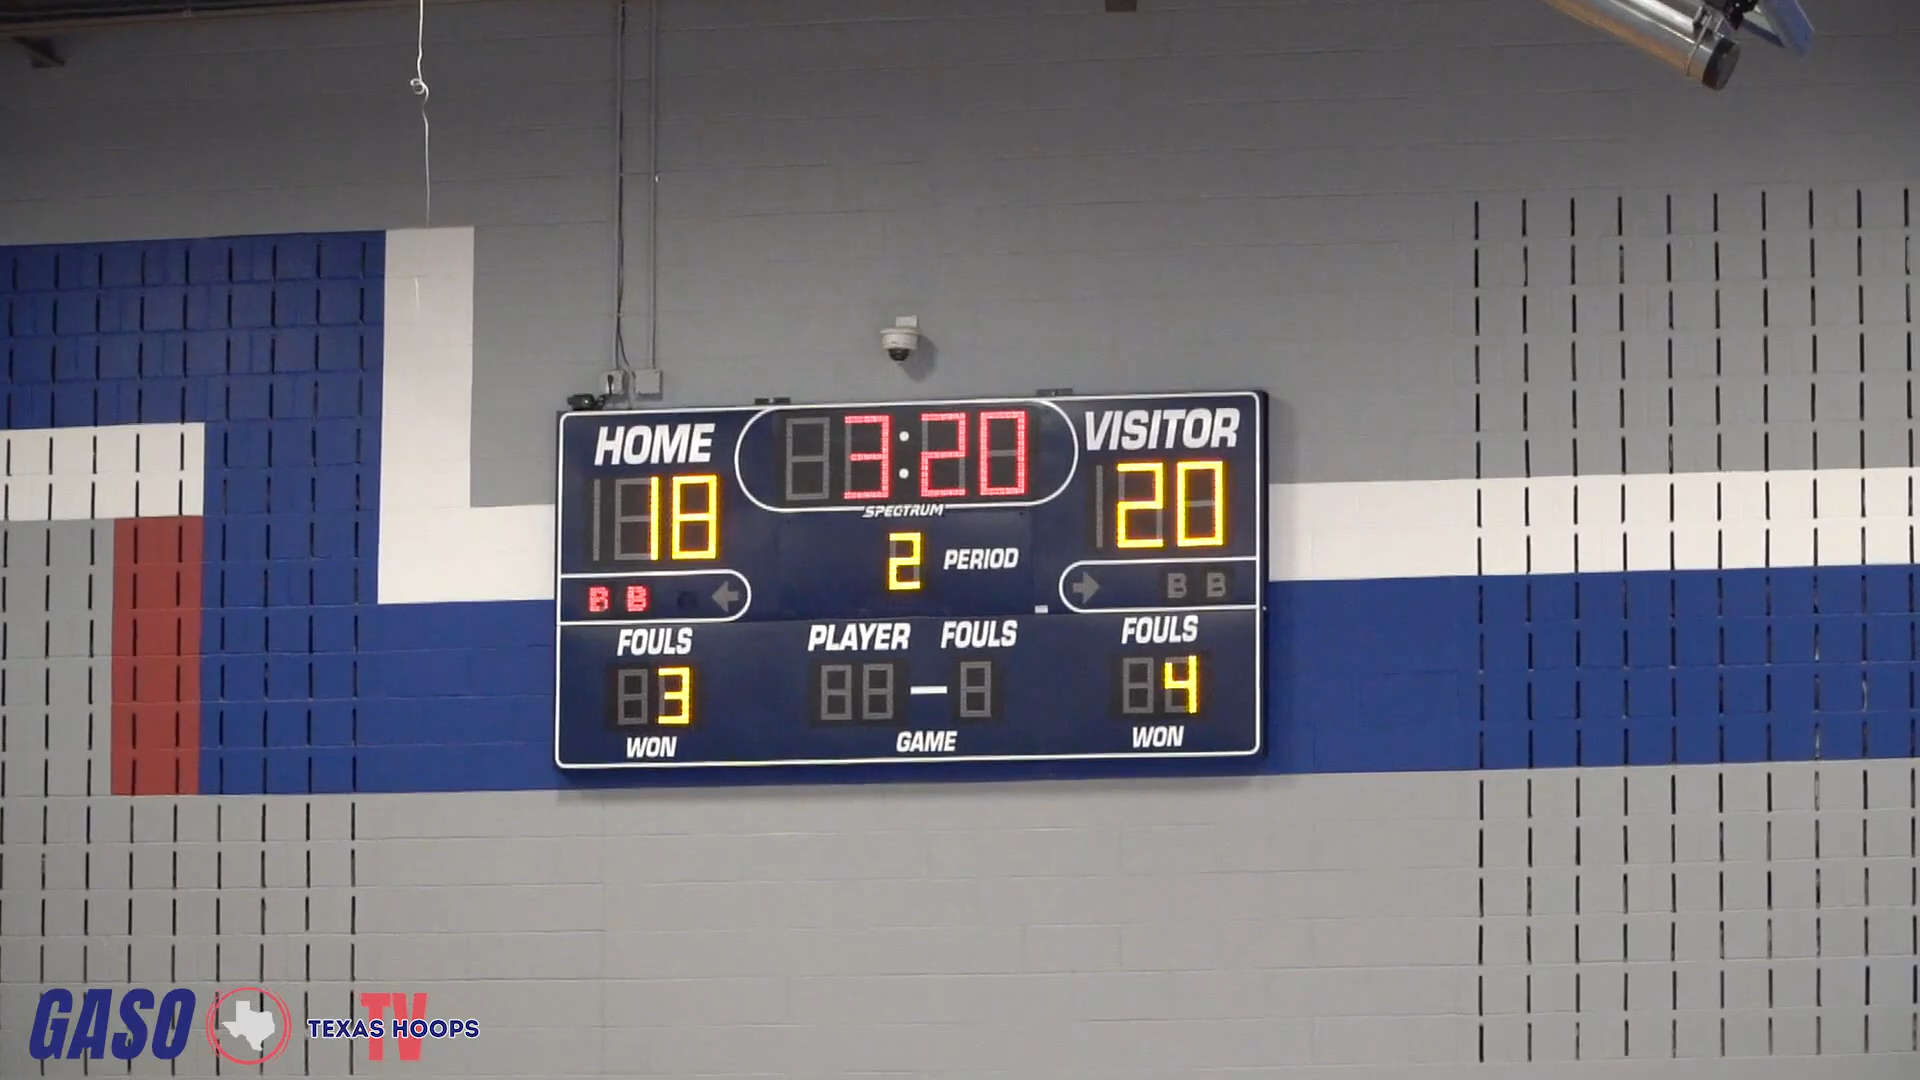 HOME 3:20 VISITOR
18 SPECTRUM 20
2 PERIOD
B B B B
FOULS PLAYER FOULS FOULS
3 4
WON GAME WON
GASO TEXAS HOOPS TV